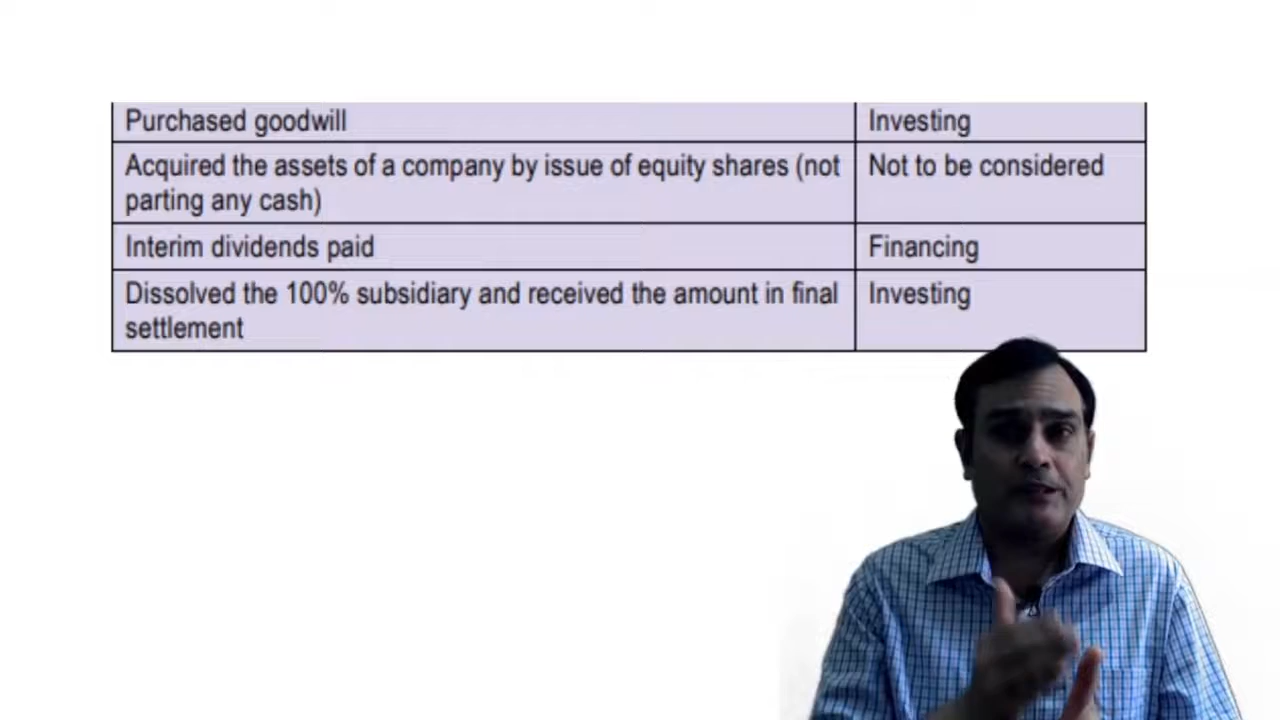 Purchased goodwill
Investing
Acquired the assets of a company by issue of equity shares (not
parting any cash)
Not to be considered
Interim dividends paid
Financing
Dissolved the 100% subsidiary and received the amount in final
settlement
Investing